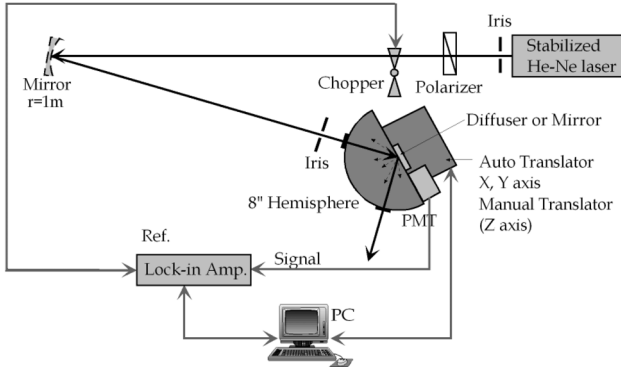 Iris
Stabilized
He-Ne laser
Mirror
r=1m
Chopper
Polarizer
Diffuser or Mirror
Iris
Auto Translator
X, Y axis
Manual Translator
(Z axis)
8" Hemisphere
PMT
Ref.
Lock-in Amp.
Signal
PC